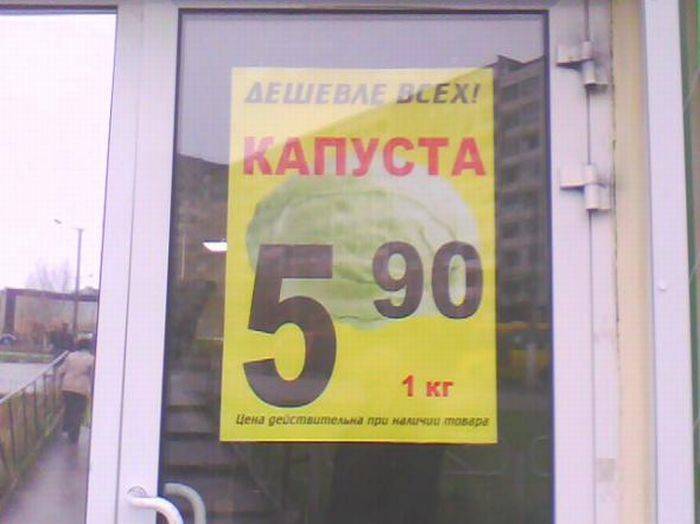 ДЕШЕВЛЕ ВСЕХ!
КАПУСТА
5 90
1 кг
Цена действительна при наличии товара